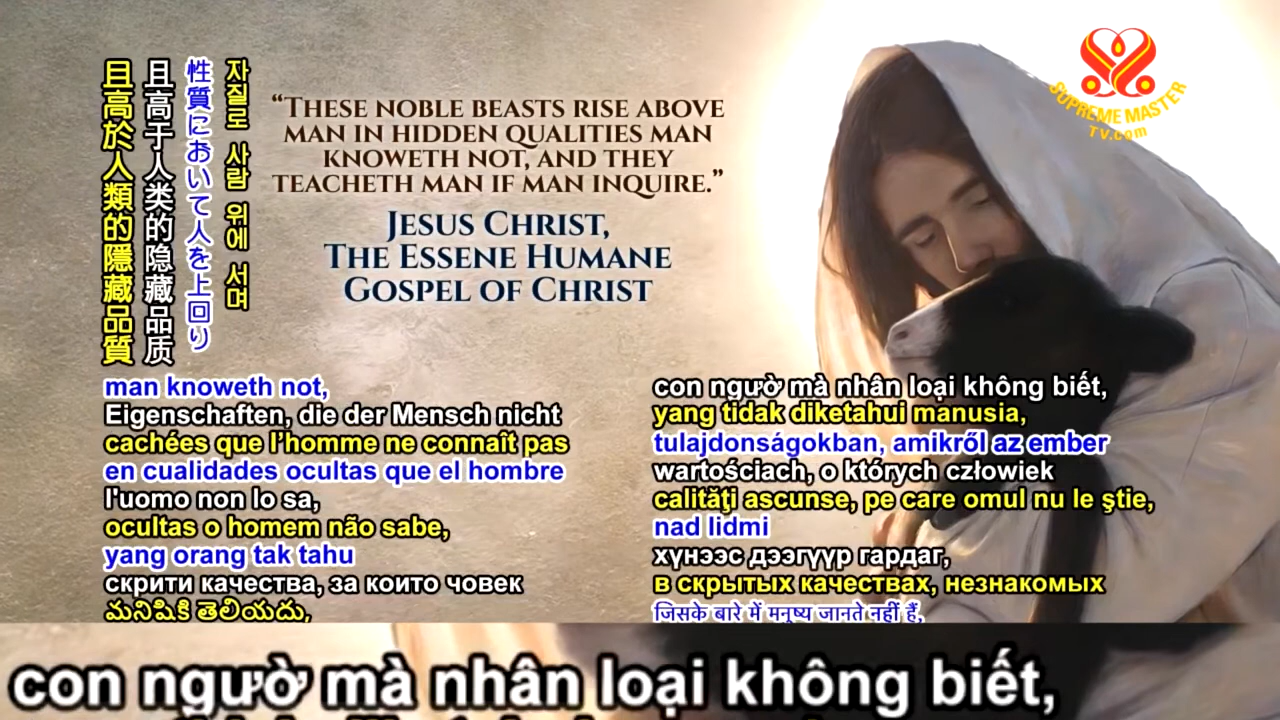 且高於人類的隱藏品質
且高于人类的隐藏品质
性質において人を上回り
자질로 사람 위에 서며
“THESE NOBLE BEASTS RISE ABOVE
MAN IN HIDDEN QUALITIES MAN
KNOWETH NOT, AND THEY
TEACHETH MAN IF MAN INQUIRE.”
JESUS CHRIST,
THE ESSENE HUMANE
GOSPEL OF CHRIST
SUPREME MASTER
TV.com
man knoweth not,
Eigenschaften, die der Mensch nicht
cachées que l’homme ne connaît pas
en cualidades ocultas que el hombre
l'uomo non lo sa,
ocultas o homem não sabe,
yang orang tak tahu
скрити качества, за които човек
మనిషికి తెలియదు,
con ngườ mà nhân loại không biết,
yang tidak diketahui manusia,
tulajdonságokban, amikről az ember
wartościach, o których człowiek
calităţi ascunse, pe care omul nu le ştie,
nad lidmi
хүнээс дээгүүр гардаг,
в скрытых качествах, незнакомых
जिसके बारे में मनुष्य जानते नहीं हैं,
con ngườ mà nhân loại không biết,